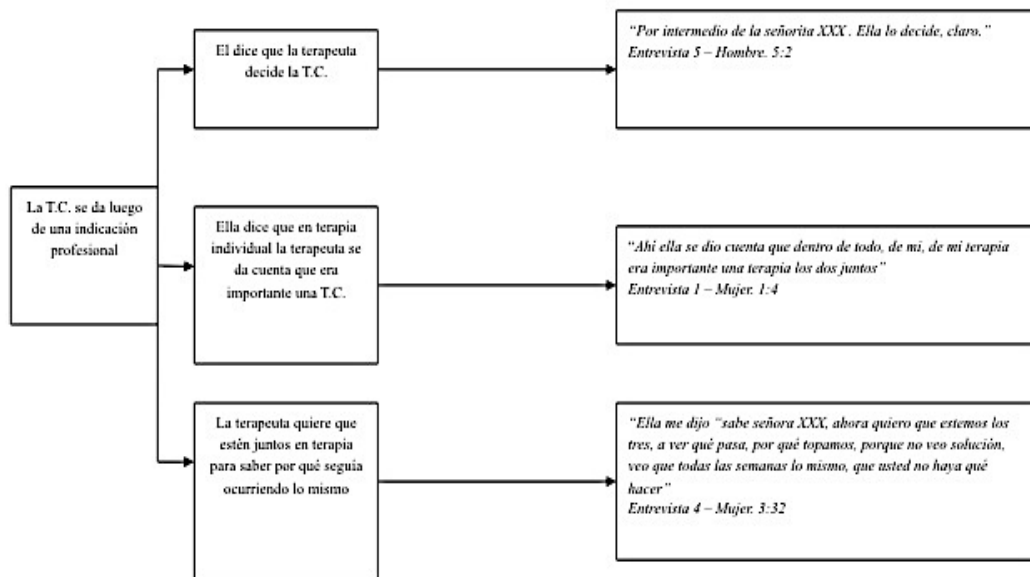 El dice que la terapeuta
decide la T.C.
“Por intermedio de la señorita XXX . Ella lo decide, claro.”
Entrevista 5 – Hombre. 5:2
La T.C. se da luego
de una indicación
profesional
Ella dice que en terapia
individual la terapeuta se
da cuenta que era
importante una T.C.
“Ahi ella se dio cuenta que dentro de todo, de mi, de mi terapia
era importante una terapia los dos juntos”
Entrevista 1 – Mujer. 1:4
La terapeuta quiere que
estén juntos en terapia
para saber por qué seguia
ocurriendo lo mismo
“Ella me dijo “sabe señora XXX, ahora quiero que estemos los
tres, a ver qué pasa, por qué topamos, porque no veo solución,
veo que todas las semanas lo mismo, que usted no haya qué
hacer”
Entrevista 4 – Mujer. 3:32